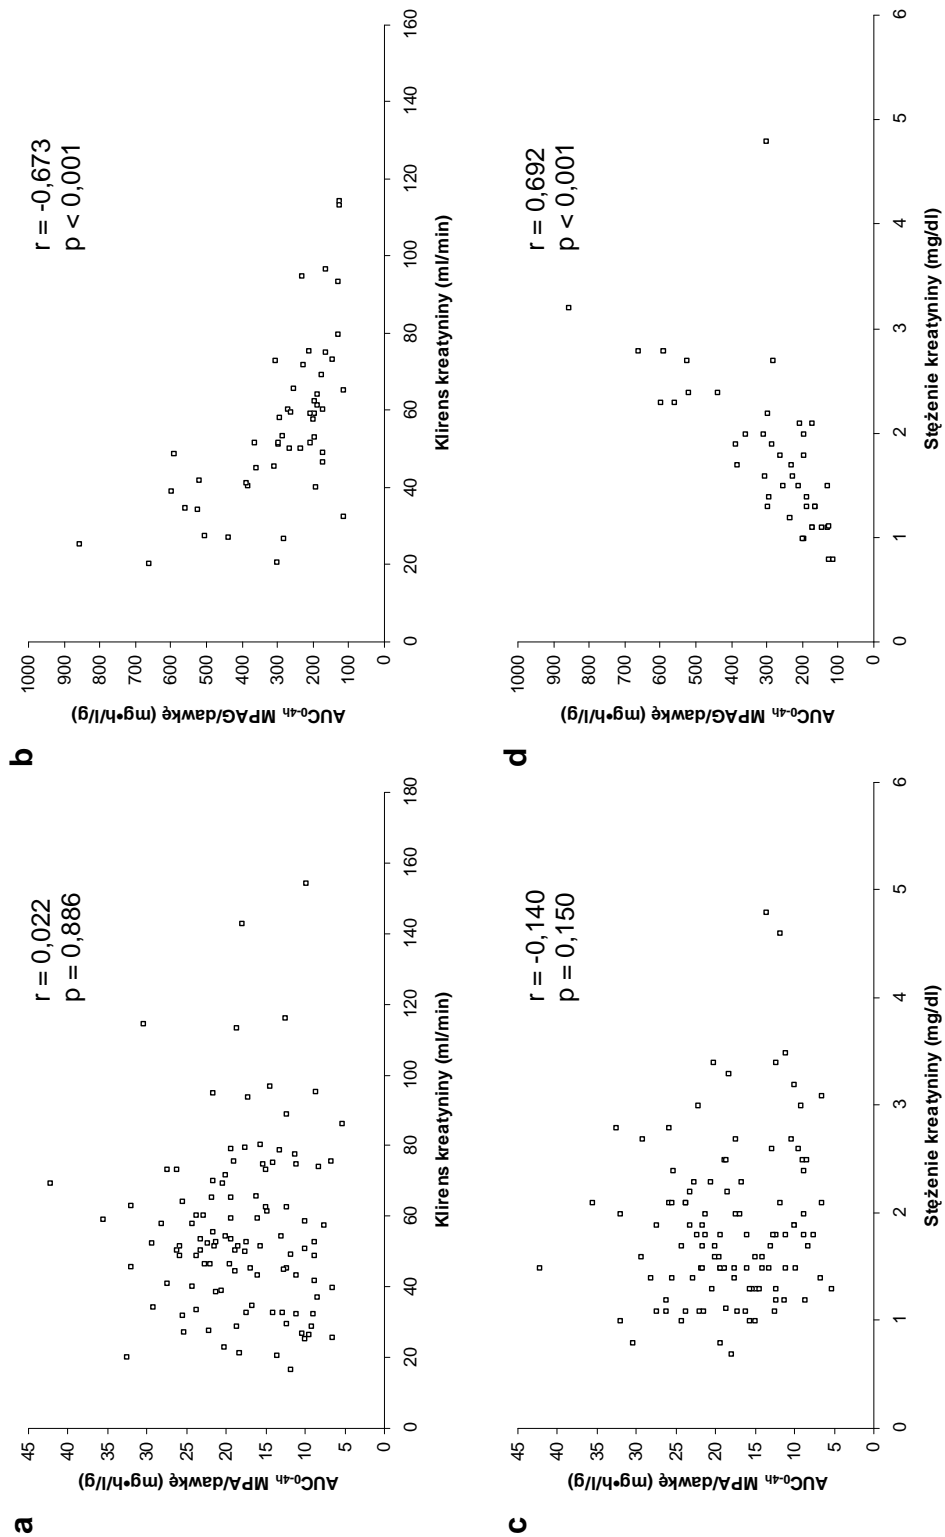 a
AUC0-4h MPA/dawkę (mg•h/l/g)
45
40
35
30
25
20
15
10
5
0
0 20 40 60 80 100 120 140 160 180
Klirens kreatyniny (ml/min)
r = 0,022
p = 0,886
b
AUC0-4h MPAG/dawkę (mg•h/l/g)
1000
900
800
700
600
500
400
300
200
100
0
0 20 40 60 80 100 120 140 160
Klirens kreatyniny (ml/min)
r = -0,673
p < 0,001
c
AUC0-4h MPA/dawkę (mg•h/l/g)
45
40
35
30
25
20
15
10
5
0
0 1 2 3 4 5 6
Stężenie kreatyniny (mg/dl)
r = -0,140
p = 0,150
d
AUC0-4h MPAG/dawkę (mg•h/l/g)
1000
900
800
700
600
500
400
300
200
100
0
0 1 2 3 4 5 6
Stężenie kreatyniny (mg/dl)
r = 0,692
p < 0,001